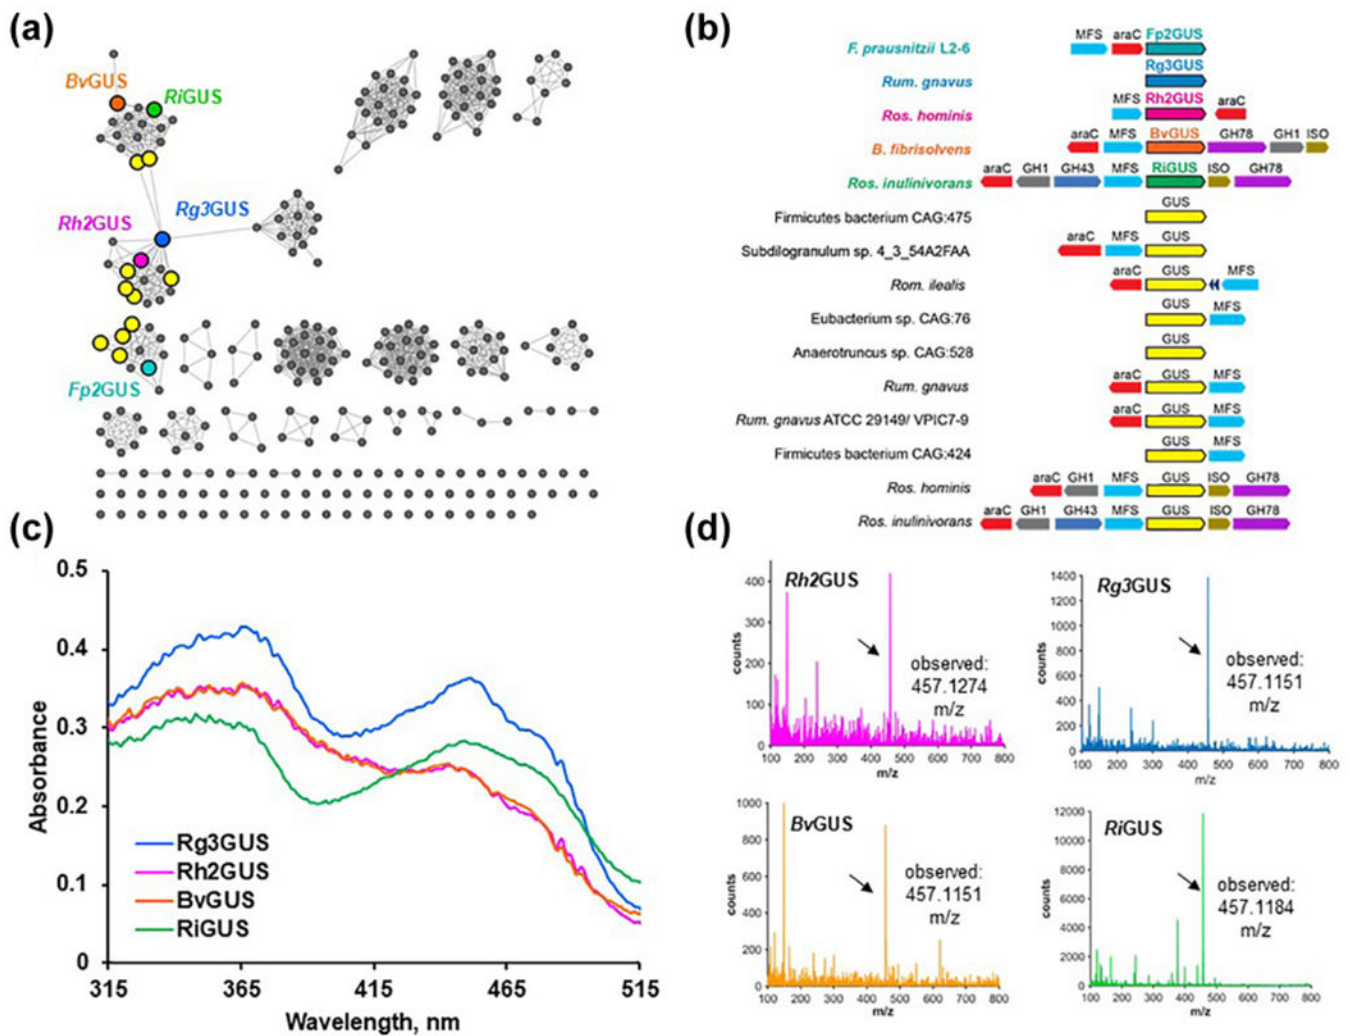 (a)
BvGUS
RiGUS
Rh2GUS
Rg3GUS
Fp2GUS
(b)
MFS araC Fp2GUS
F. prausnitzii L2-6
Rg3GUS
Rum. gnavus
MFS Rh2GUS araC
Ros. hominis
araC MFS BvGUS GH78 GH1 ISO
B. fibrisolvens
araC GH1 GH43 MFS RiGUS ISO GH78
Ros. inulinivorans
GUS
Firmicutes bacterium CAG:475
araC MFS GUS
Subdilogranulum sp. 4_3_54A2FAA
araC GUS MFS
Rom. ilealis
GUS MFS
Eubacterium sp. CAG:76
GUS
Anaerotruncus sp. CAG:528
araC GUS MFS
Rum. gnavus
araC GUS MFS
Rum. gnavus ATCC 29149/ VPIC7-9
GUS MFS
Firmicutes bacterium CAG:424
araC GH1 MFS GUS ISO GH78
Ros. hominis
araC GH1 GH43 MFS GUS ISO GH78
Ros. inulinivorans
(c)
Absorbance
0.5
0.4
0.3
0.2
0.1
0
Rg3GUS
Rh2GUS
BvGUS
RiGUS
315 365 415 465 515
Wavelength, nm
(d)
Rh2GUS
counts
400
300
200
100
0
observed:
457.1274
m/z
100 200 300 400 500 600 700 800
m/z
Rg3GUS
counts
1400
1200
1000
800
600
400
200
0
observed:
457.1151
m/z
100 200 300 400 500 600 700 800
m/z
BvGUS
counts
1000
800
600
400
200
0
observed:
457.1151
m/z
100 200 300 400 500 600 700 800
m/z
RiGUS
counts
12000
10000
8000
6000
4000
2000
0
observed:
457.1184
m/z
100 200 300 400 500 600 700 800
m/z